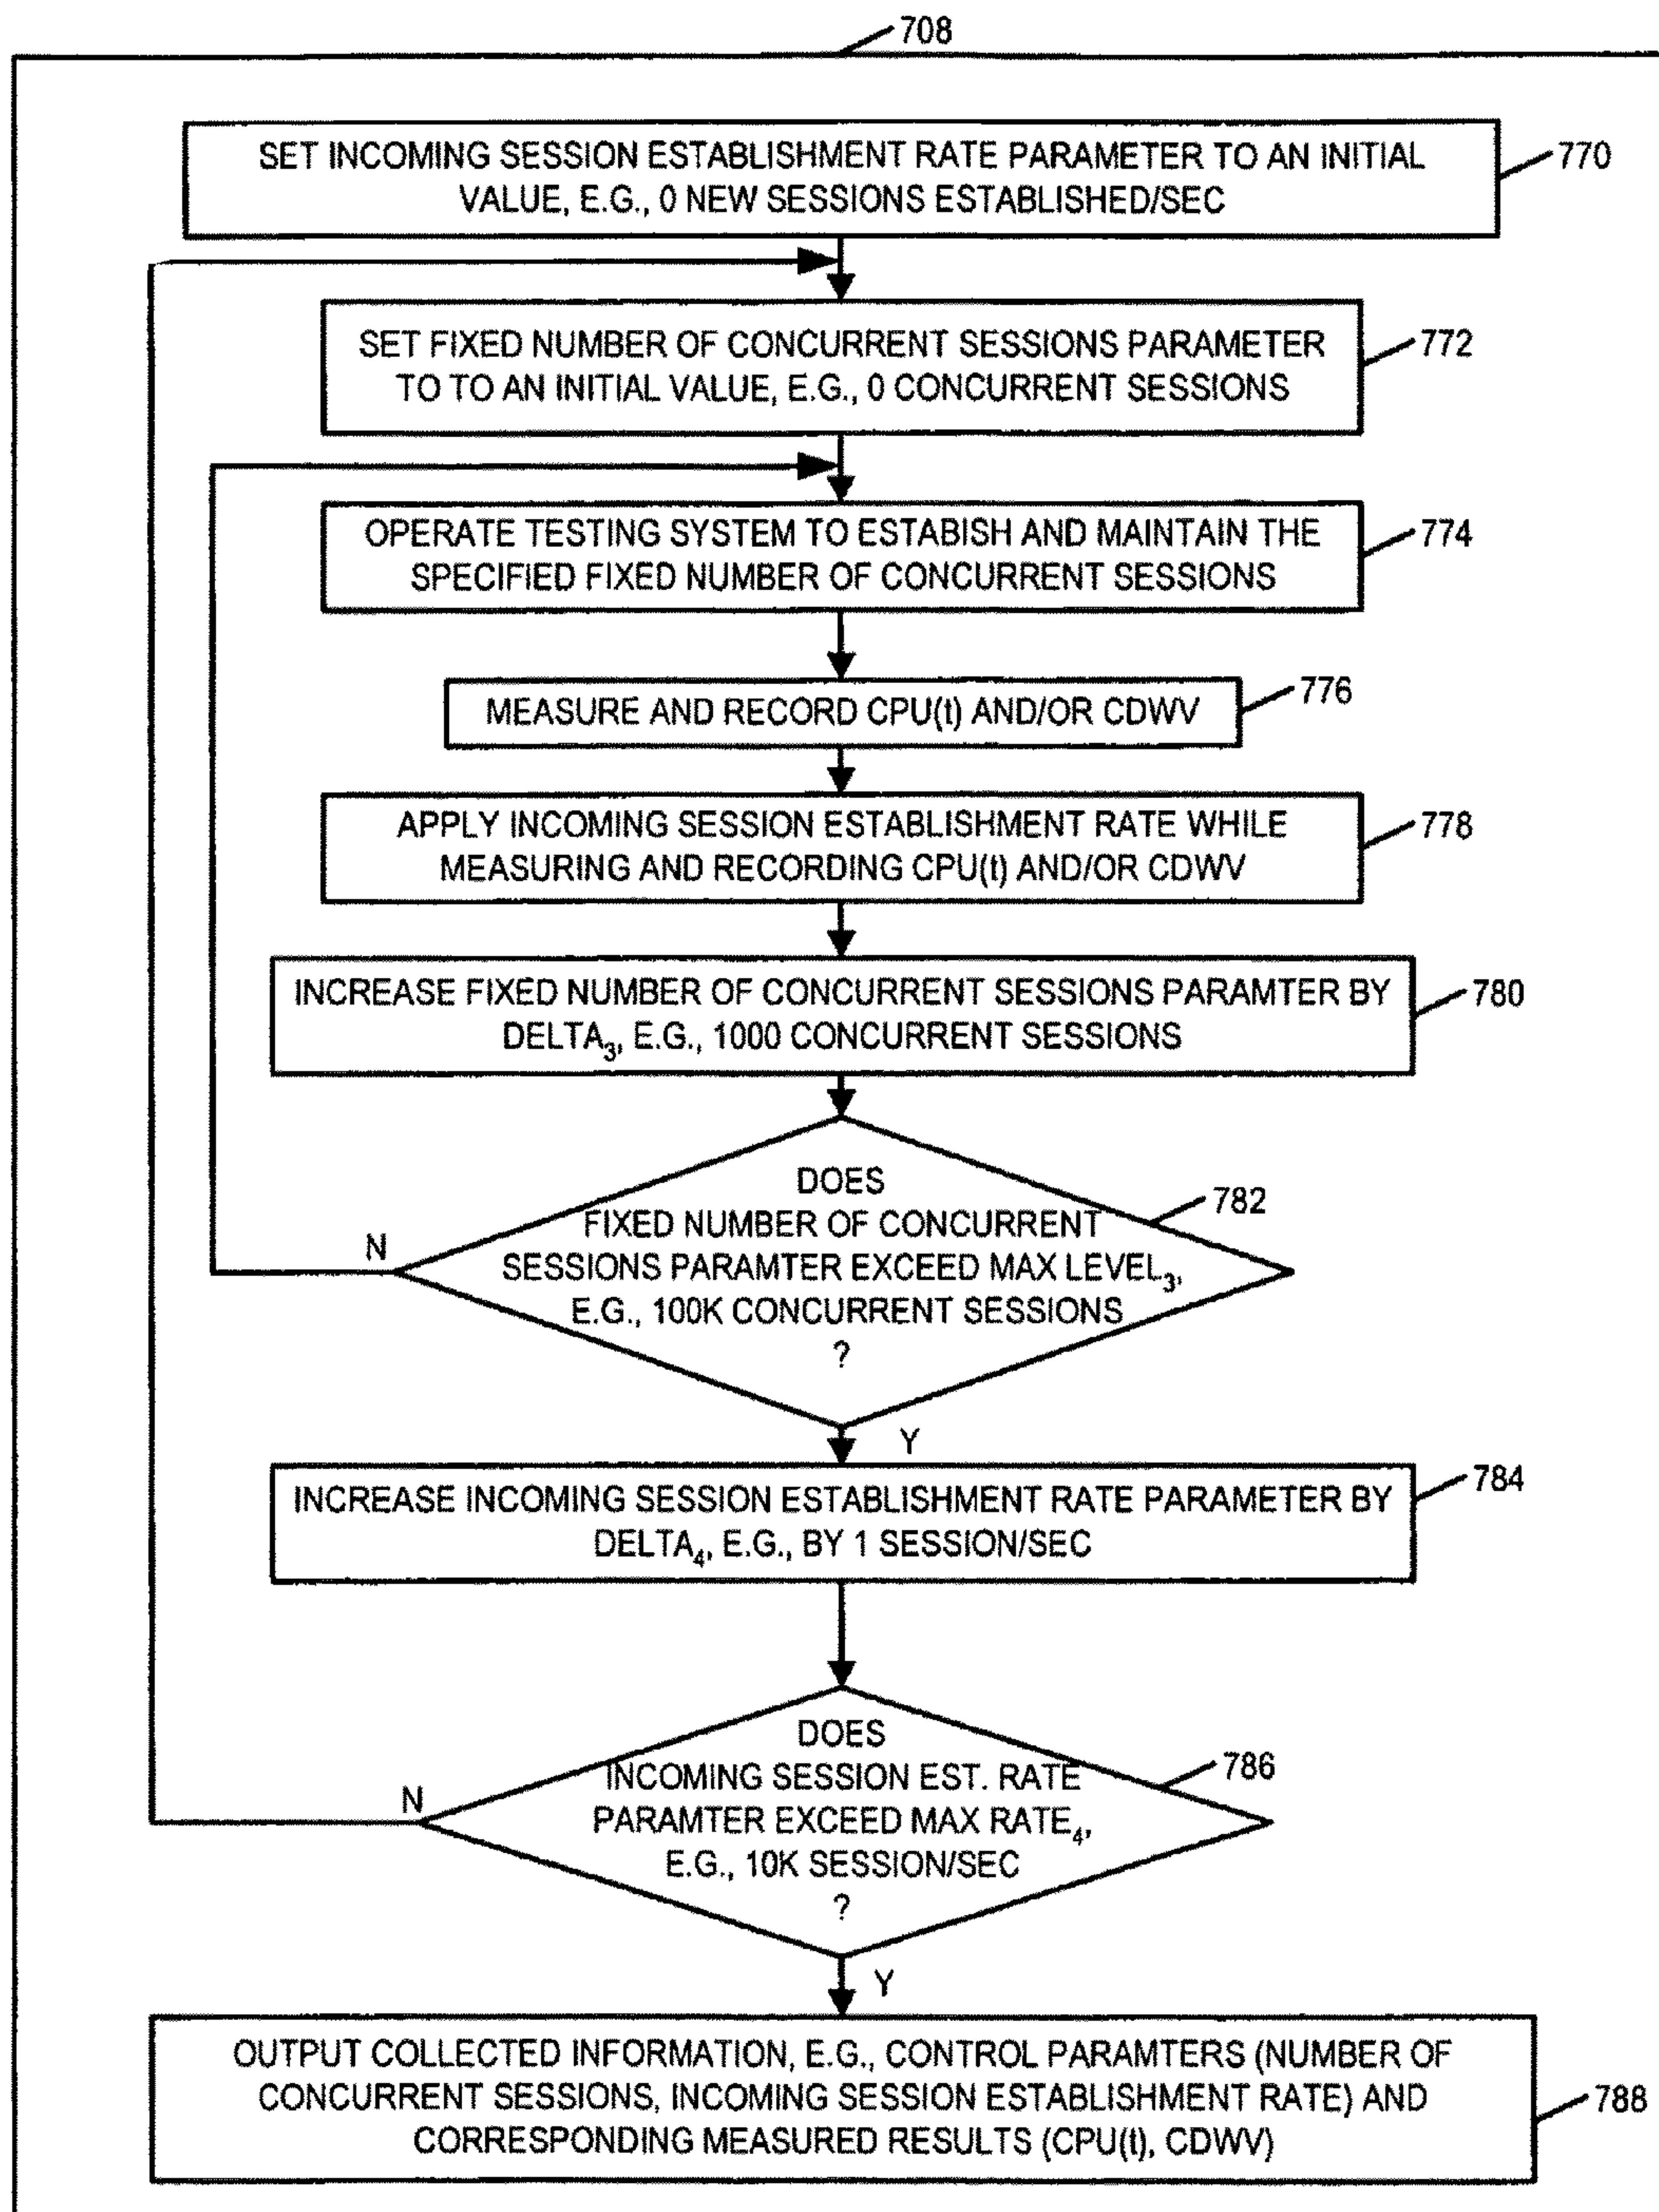 708
SET INCOMING SESSION ESTABLISHMENT RATE PARAMETER TO AN INITIAL
VALUE, E.G., 0 NEW SESSIONS ESTABLISHED/SEC
770
SET FIXED NUMBER OF CONCURRENT SESSIONS PARAMETER
TO TO AN INITIAL VALUE, E.G., 0 CONCURRENT SESSIONS
772
OPERATE TESTING SYSTEM TO ESTABISH AND MAINTAIN THE
SPECIFIED FIXED NUMBER OF CONCURRENT SESSIONS
774
MEASURE AND RECORD CPU(t) AND/OR CDWV
776
APPLY INCOMING SESSION ESTABLISHMENT RATE WHILE
MEASURING AND RECORDING CPU(t) AND/OR CDWV
778
INCREASE FIXED NUMBER OF CONCURRENT SESSIONS PARAMTER BY
DELTA₃, E.G., 1000 CONCURRENT SESSIONS
780
DOES
FIXED NUMBER OF CONCURRENT
SESSIONS PARAMTER EXCEED MAX LEVEL₃,
E.G., 100K CONCURRENT SESSIONS
?
782
N
Y
INCREASE INCOMING SESSION ESTABLISHMENT RATE PARAMETER BY
DELTA₄, E.G., BY 1 SESSION/SEC
784
DOES
INCOMING SESSION EST. RATE
PARAMTER EXCEED MAX RATE₄,
E.G., 10K SESSION/SEC
?
786
N
Y
OUTPUT COLLECTED INFORMATION, E.G., CONTROL PARAMTERS (NUMBER OF
CONCURRENT SESSIONS, INCOMING SESSION ESTABLISHMENT RATE) AND
CORRESPONDING MEASURED RESULTS (CPU(t), CDWV)
788